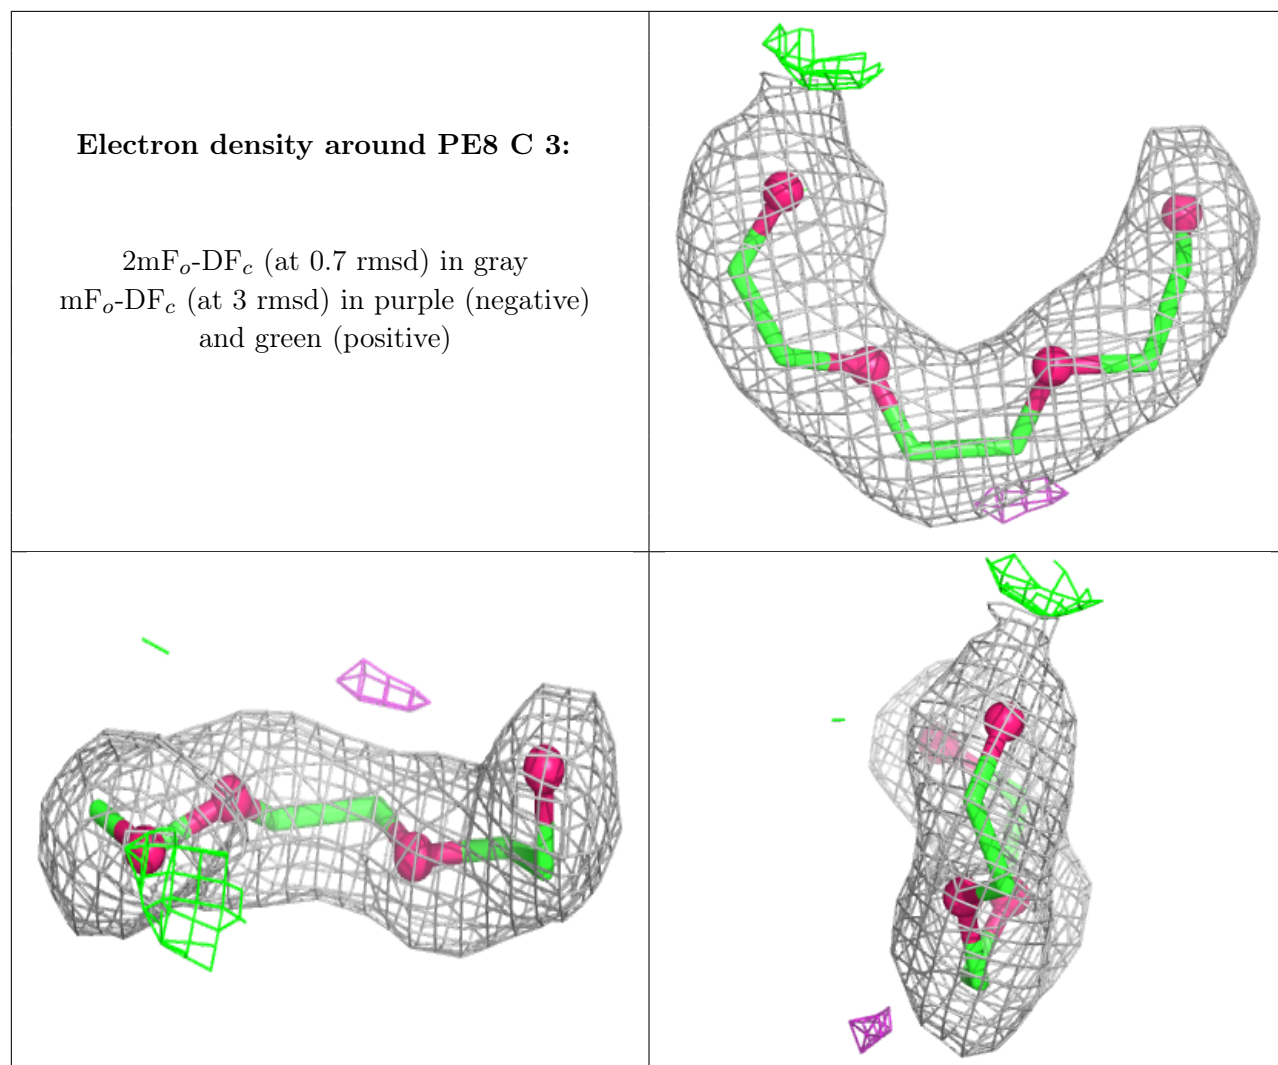 Electron density around PE8 C 3:
2mFo-DFc (at 0.7 rmsd) in gray
mFo-DFc (at 3 rmsd) in purple (negative)
and green (positive)